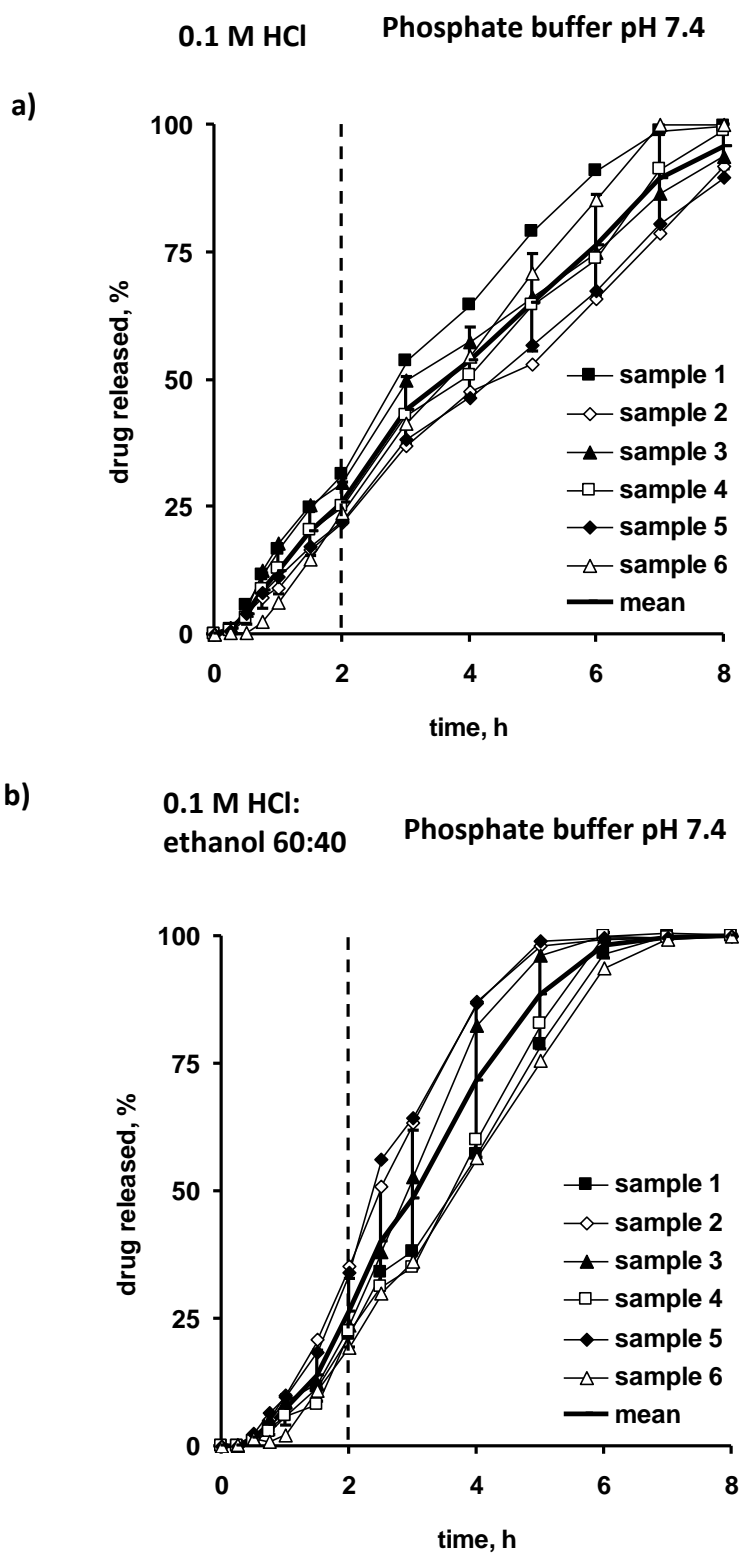 0.1 M HCl
Phosphate buffer pH 7.4
a)
100
75
50
25
0
drug released, %
0
2
4
6
8
time, h
sample 1
sample 2
sample 3
sample 4
sample 5
sample 6
mean
b)
0.1 M HCl:
ethanol 60:40
Phosphate buffer pH 7.4
100
75
50
25
0
drug released, %
0
2
4
6
8
time, h
sample 1
sample 2
sample 3
sample 4
sample 5
sample 6
mean